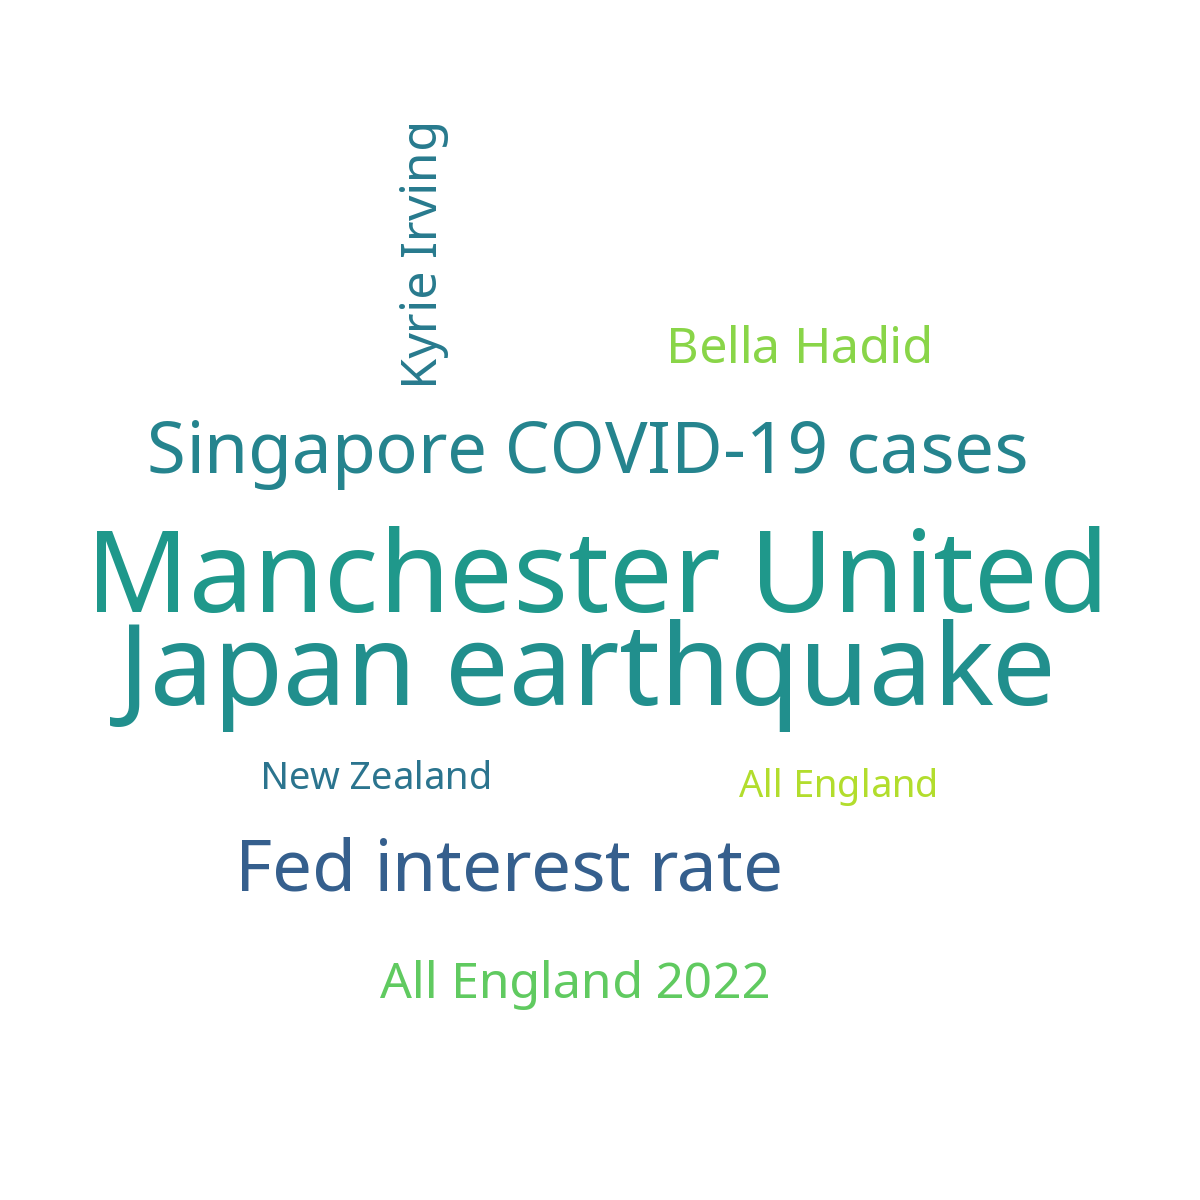 Kyrie Irving
Bella Hadid
Singapore COVID-19 cases
Manchester United
Japan earthquake
New Zealand
All England
Fed interest rate
All England 2022